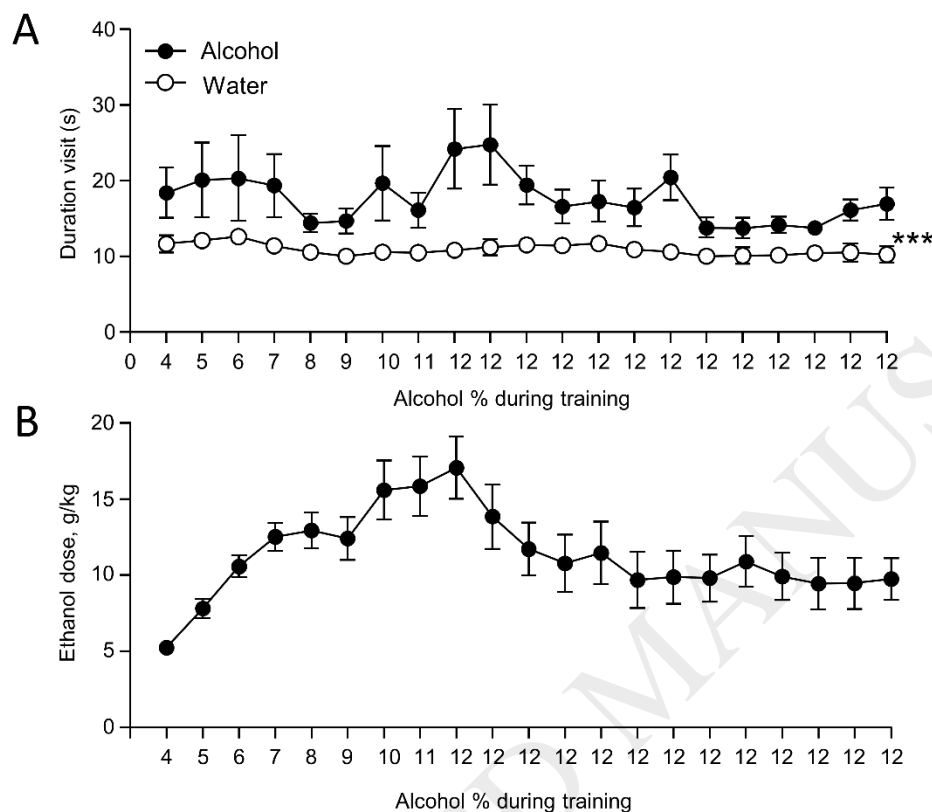 A
40
30
20
10
0
Duration visit (s)
Alcohol
Water
***
0 4 5 6 7 8 9 10 11 12 12 12 12 12 12 12 12 12 12 12 12 12
Alcohol % during training
B
20
15
10
5
0
Ethanol dose, g/kg
4 5 6 7 8 9 10 11 12 12 12 12 12 12 12 12 12 12 12 12 12
Alcohol % during training
D MANUS